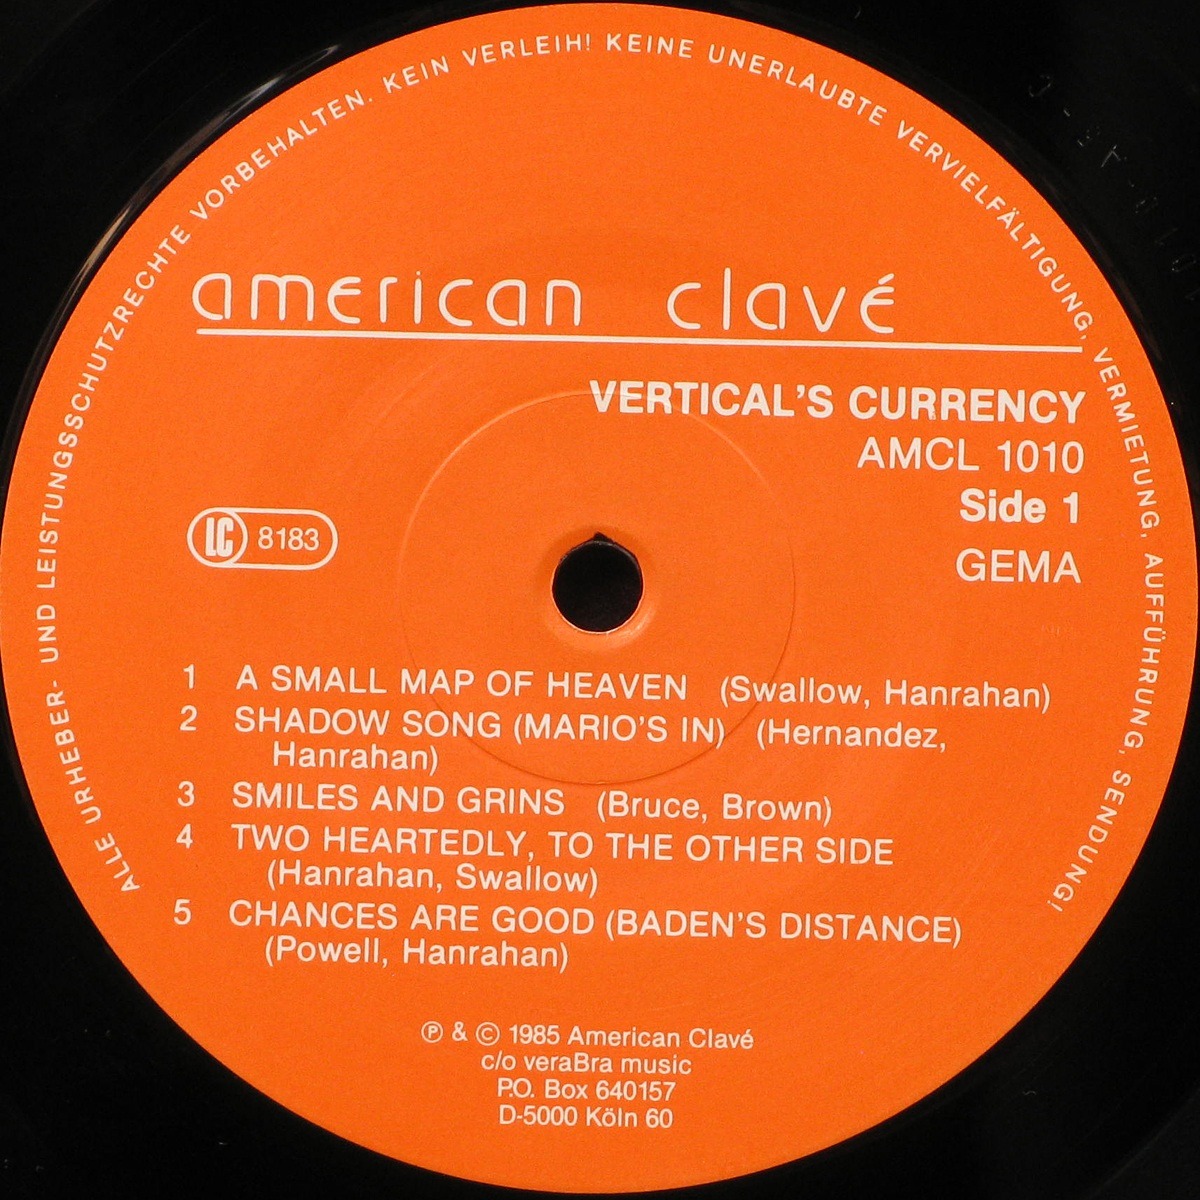 ALLE URHEBER- UND LEISTUNGSSCHUTZRECHTE VORBEHALTEN. KEIN VERLEIH! KEINE UNERLAUBTE VERVIELFÄLTIGUNG, VERMIETUNG, AUFFÜHRUNG, SENDUNG!
american clavé
VERTICAL'S CURRENCY
AMCL 1010
Side 1
LC 8183
GEMA
1 A SMALL MAP OF HEAVEN (Swallow, Hanrahan)
2 SHADOW SONG (MARIO'S IN) (Hernandez,
Hanrahan)
3 SMILES AND GRINS (Bruce, Brown)
4 TWO HEARTEDLY, TO THE OTHER SIDE
(Hanrahan, Swallow)
5 CHANCES ARE GOOD (BADEN'S DISTANCE)
(Powell, Hanrahan)
℗ & © 1985 American Clavé
c/o veraBra music
P.O. Box 640157
D-5000 Köln 60